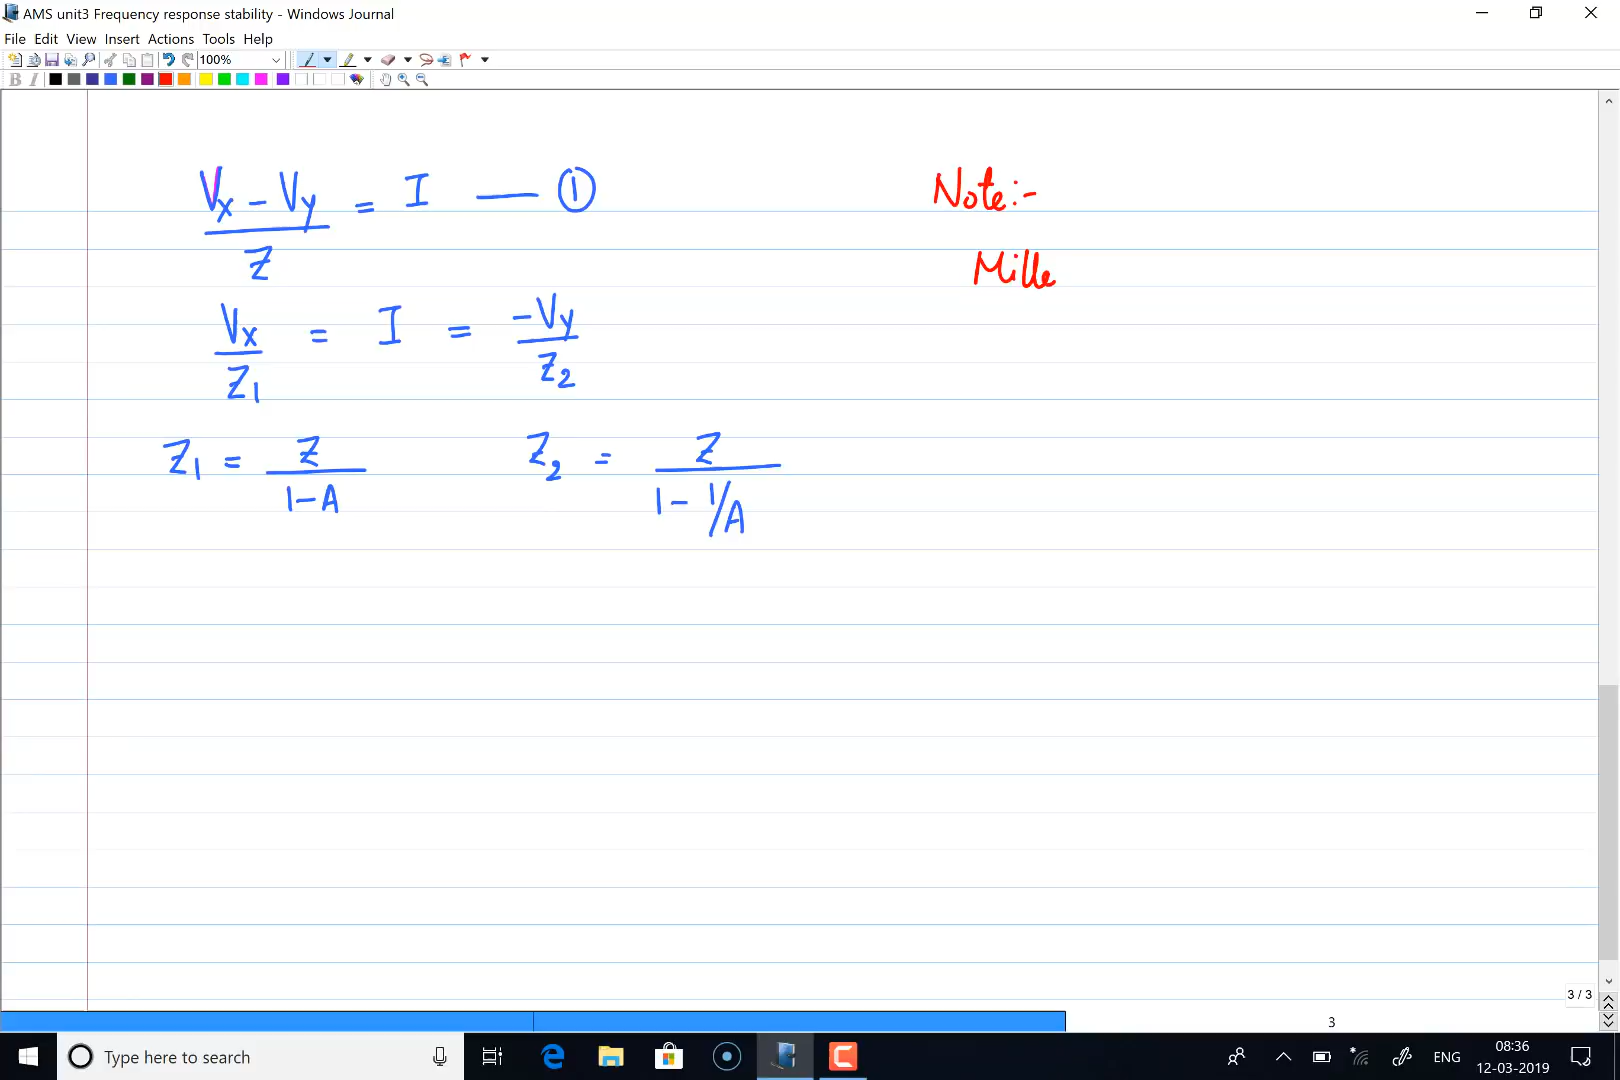 AMS unit3 Frequency response stability - Windows Journal
File Edit View Insert Actions Tools Help
100%
B I
Vx - Vy / Z = I — ①
Vx / Z1 = I = -Vy / Z2
Z1 = Z / 1-A
Z2 = Z / 1 - 1/A
Note:-
Mille
3 / 3
3
Type here to search
ENG
08:36
12-03-2019